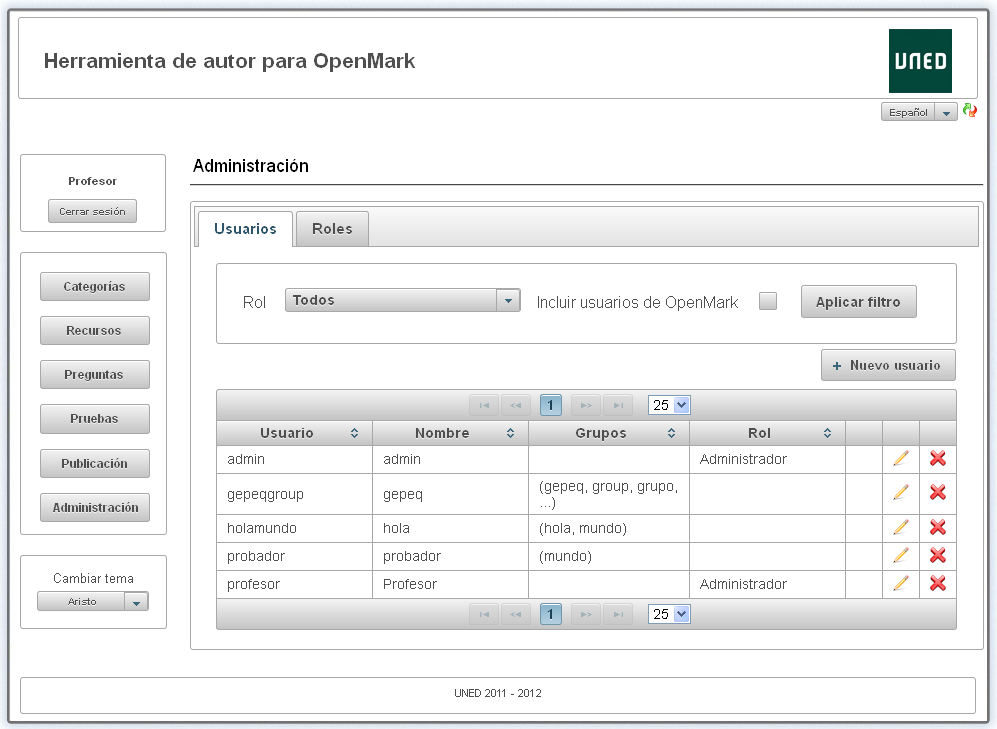 Herramienta de autor para OpenMark
UNED
Español
Profesor
Cerrar sesión
Categorías
Recursos
Preguntas
Pruebas
Publicación
Administración
Cambiar tema
Aristo
Administración
Usuarios Roles
Rol Todos Incluir usuarios de OpenMark Aplicar filtro
+ Nuevo usuario
1 25
Usuario Nombre Grupos Rol
admin admin Administrador
gepeqgroup gepeq (gepeq, group, grupo,
...)
holamundo hola (hola, mundo)
probador probador (mundo)
profesor Profesor Administrador
1 25
UNED 2011 - 2012